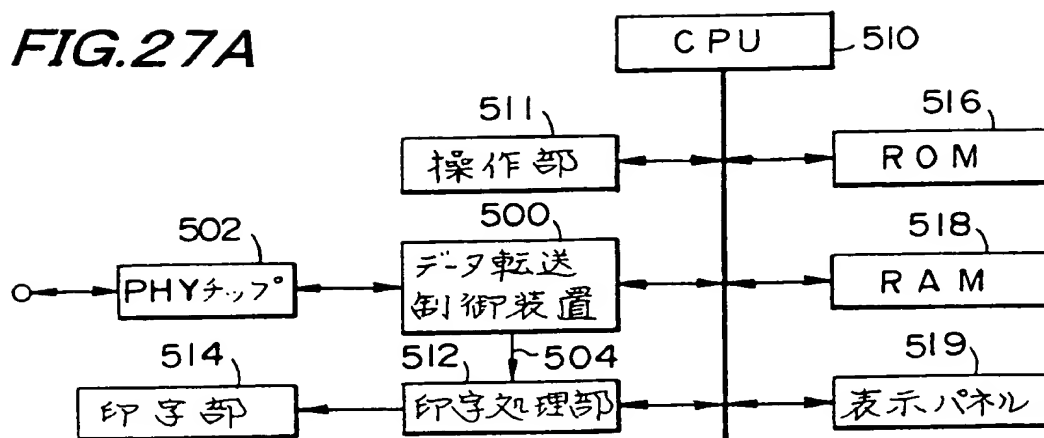 FIG.27A
CPU
510
511
操作部
516
ROM
502
PHYチップ
500
データ転送
制御装置
518
RAM
504
514
印字部
512
印字処理部
519
表示パネル